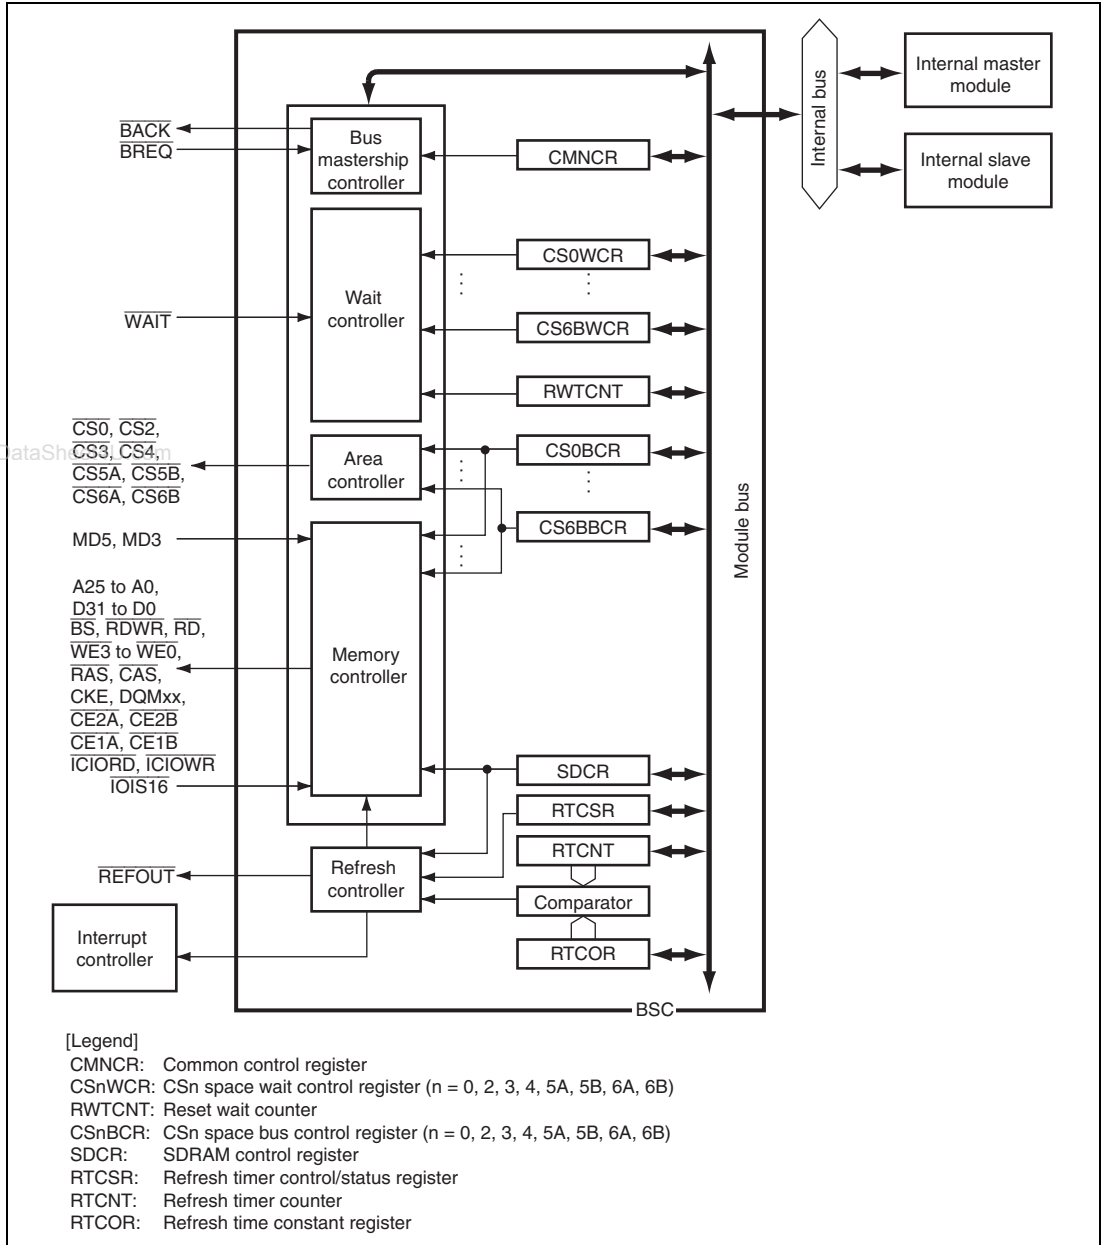 BACK
BREQ
Bus
mastership
controller
CMNCR
Internal bus
Internal master
module
Internal slave
module
WAIT
Wait
controller
CS0WCR
CS6BWCR
RWTCNT
CS0, CS2,
CS3, CS4,
CS5A, CS5B,
CS6A, CS6B
Area
controller
CS0BCR
CS6BBCR
Module bus
MD5, MD3
A25 to A0,
D31 to D0
BS, RDWR, RD,
WE3 to WE0,
RAS, CAS,
CKE, DQMxx,
CE2A, CE2B
CE1A, CE1B
ICIORD, ICIOWR
IOIS16
Memory
controller
SDCR
RTCSR
RTCNT
Comparator
RTCOR
REFOUT
Refresh
controller
Interrupt
controller
BSC
[Legend]
CMNCR: Common control register
CSnWCR: CSn space wait control register (n = 0, 2, 3, 4, 5A, 5B, 6A, 6B)
RWTCNT: Reset wait counter
CSnBCR: CSn space bus control register (n = 0, 2, 3, 4, 5A, 5B, 6A, 6B)
SDCR: SDRAM control register
RTCSR: Refresh timer control/status register
RTCNT: Refresh timer counter
RTCOR: Refresh time constant register